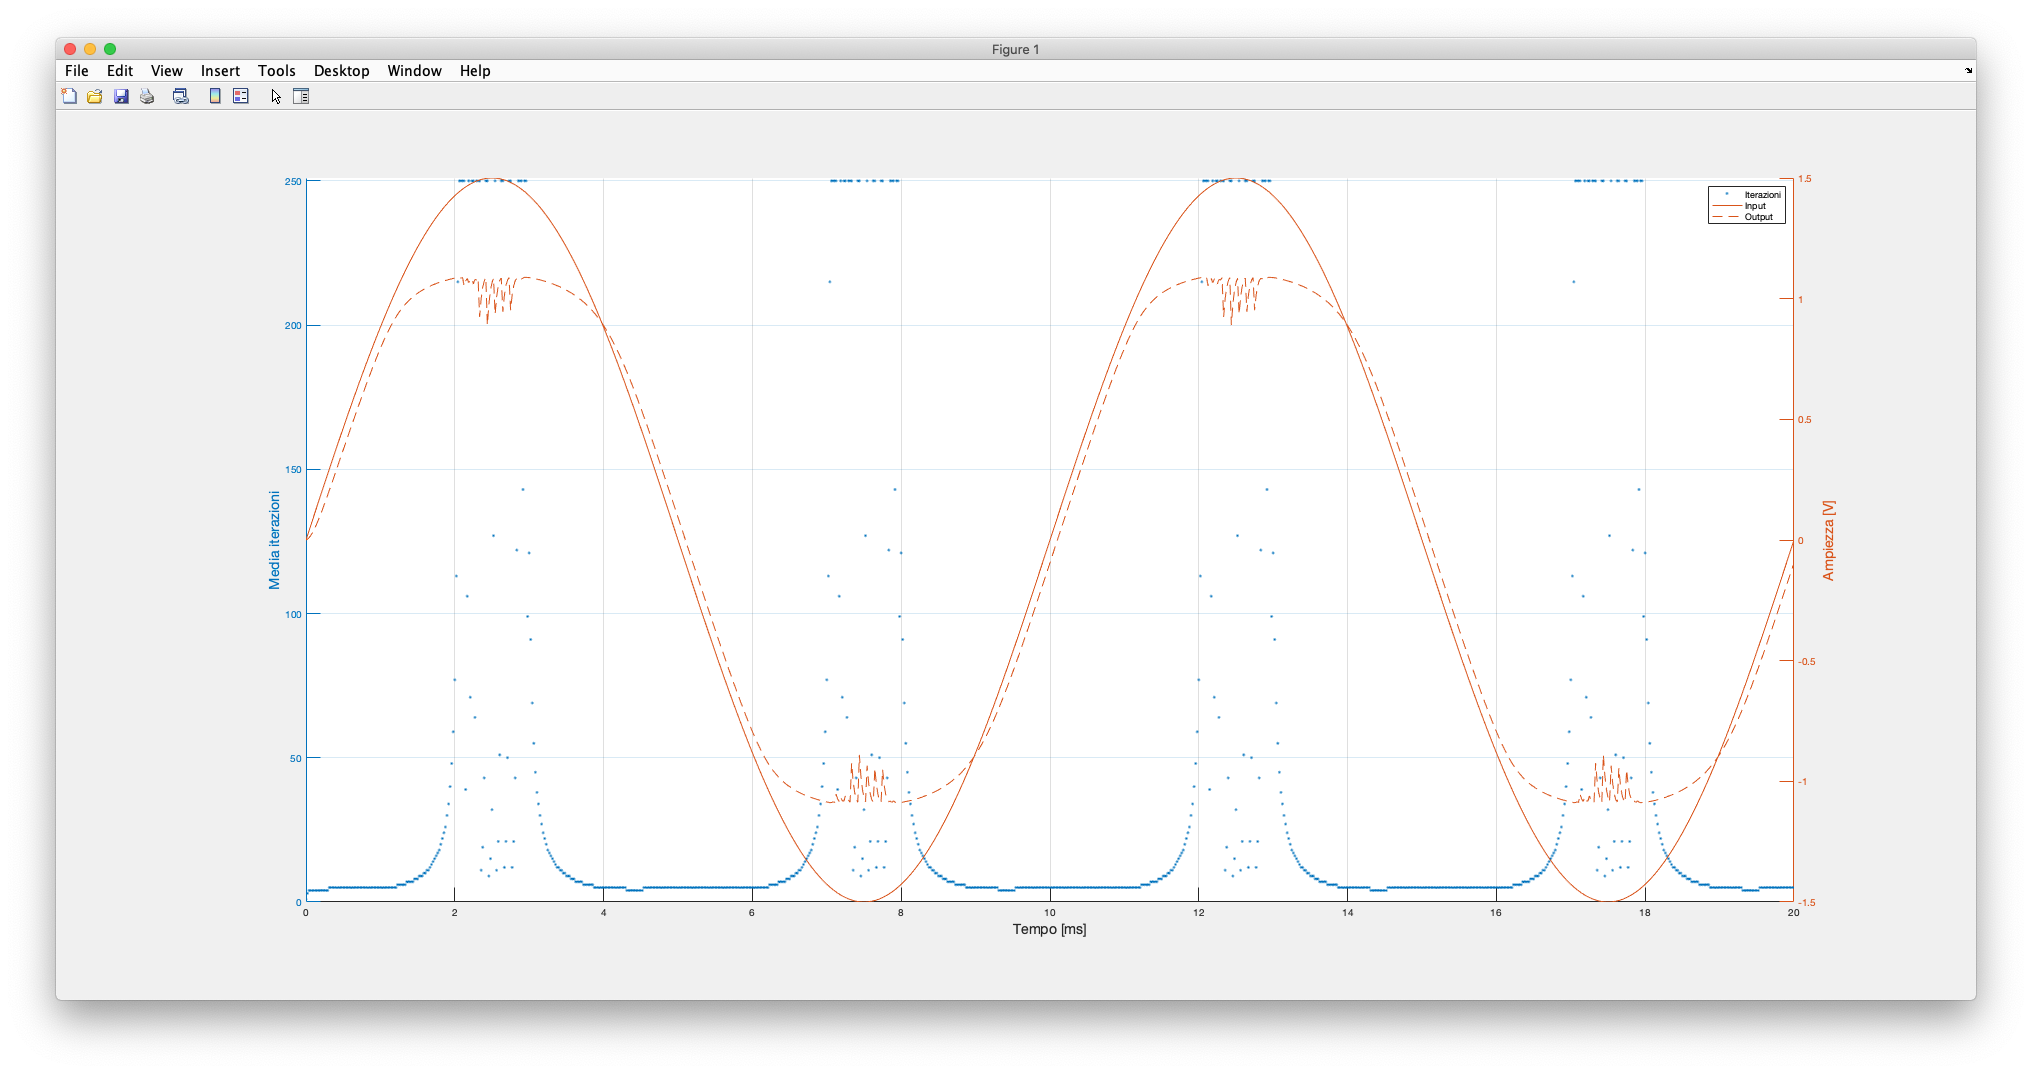 Figure 1
File Edit View Insert Tools Desktop Window Help
250
200
150
100
50
0
Media iterazioni
1.5
1
0.5
0
-0.5
-1
-1.5
Ampiezza [V]
Iterazioni
Input
Output
0 2 4 6 8 10 12 14 16 18 20
Tempo [ms]